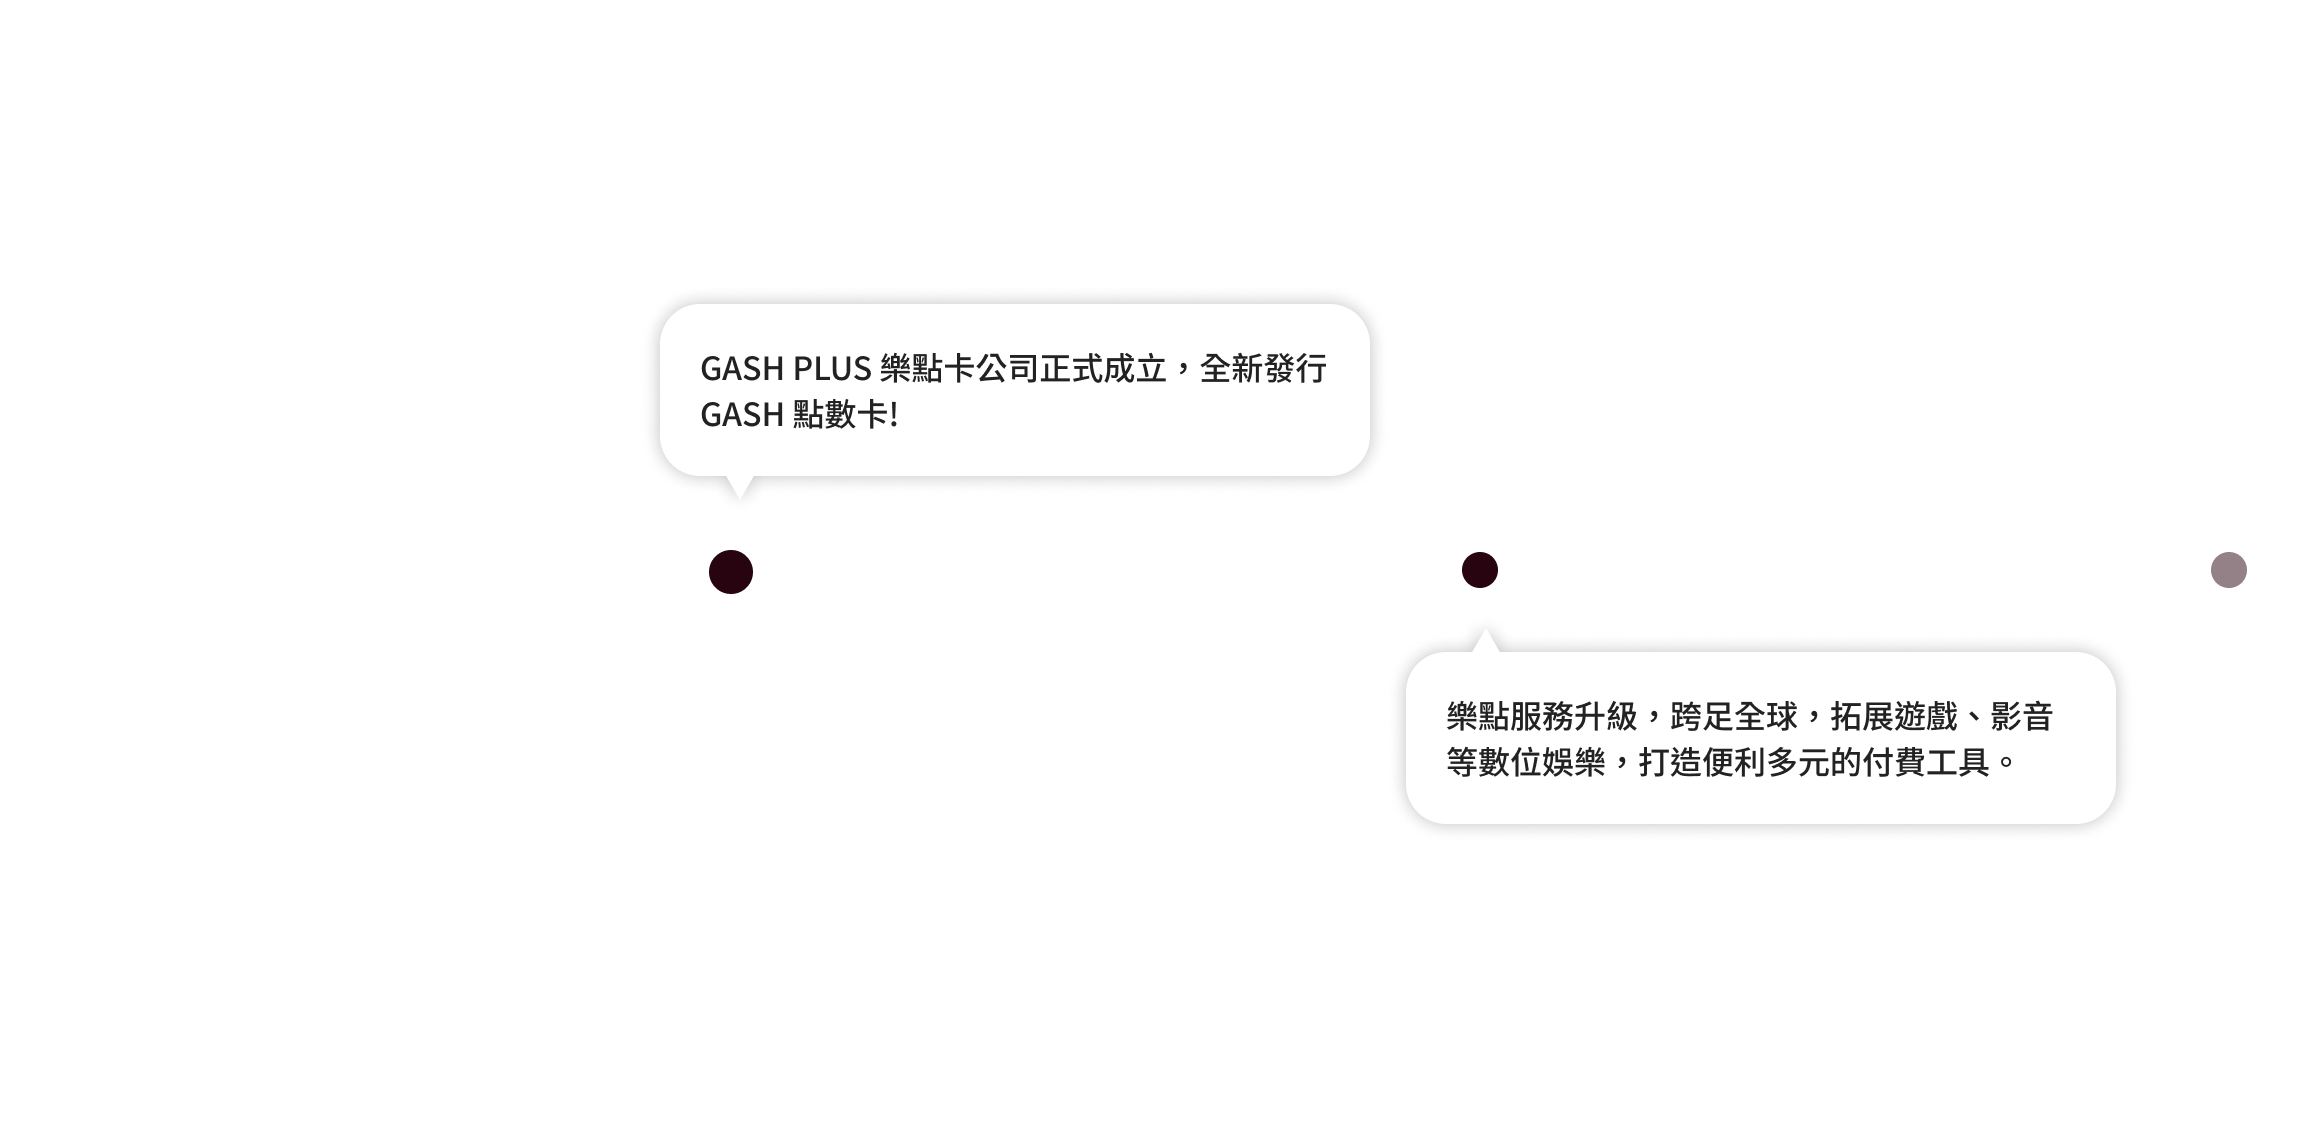 GASH PLUS 樂點卡公司正式成立，全新發行
GASH 點數卡!
樂點服務升級，跨足全球，拓展遊戲、影音
等數位娛樂，打造便利多元的付費工具。